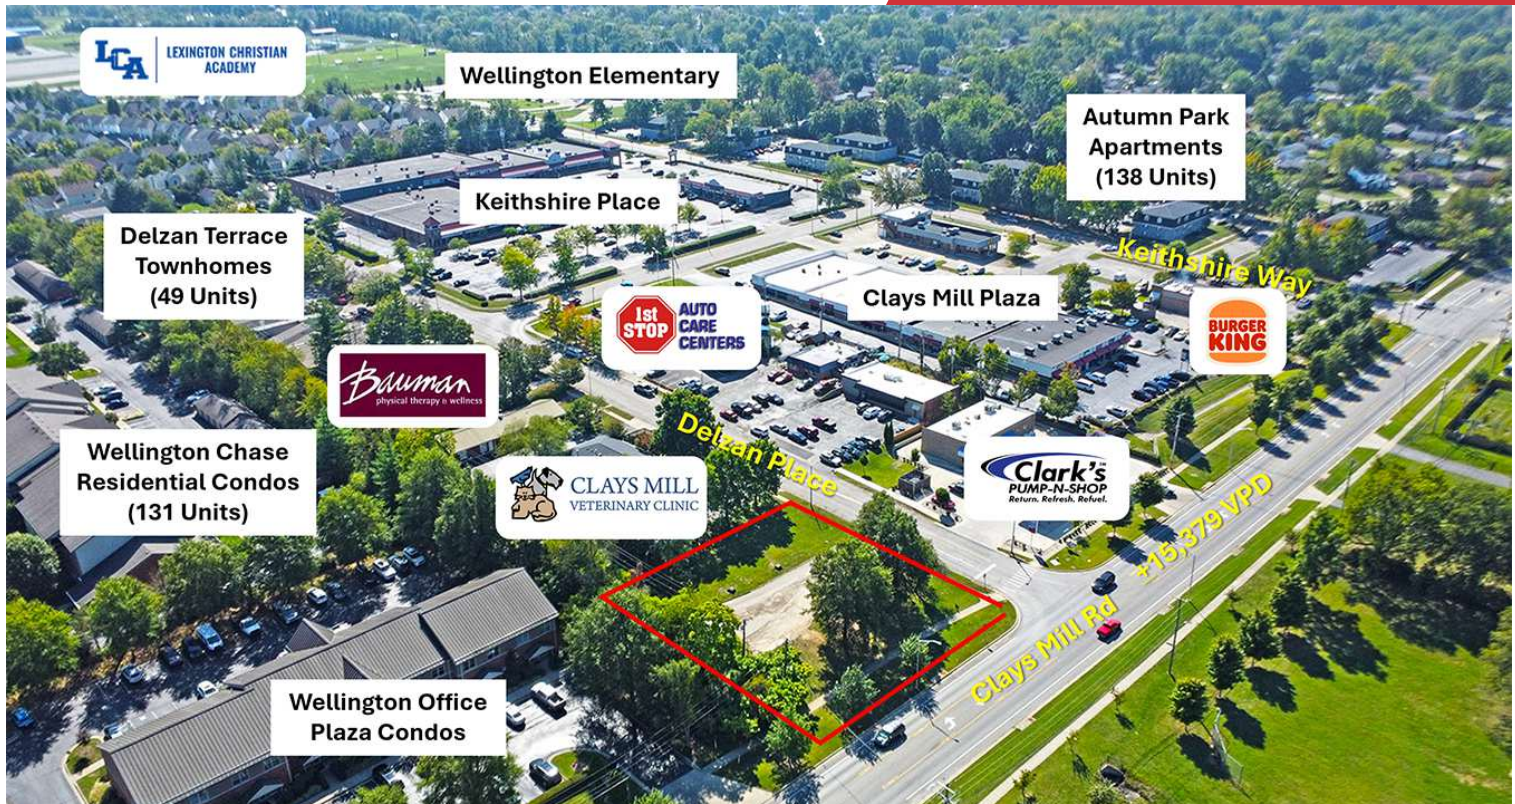 LCA
LEXINGTON CHRISTIAN
ACADEMY
Wellington Elementary
Autumn Park
Apartments
(138 Units)
Keithshire Place
Delzan Terrace
Townhomes
(49 Units)
Keithshire Way
Clays Mill Plaza
1st
STOP
AUTO
CARE
CENTERS
BURGER
KING
Bauman
physical therapy & wellness
Delzan Place
Wellington Chase
Residential Condos
(131 Units)
CLAYS MILL
VETERINARY CLINIC
Clark's
PUMP-N-SHOP
Return. Refresh. Refuel.
+15,379 VPD
Clays Mill Rd
Wellington Office
Plaza Condos